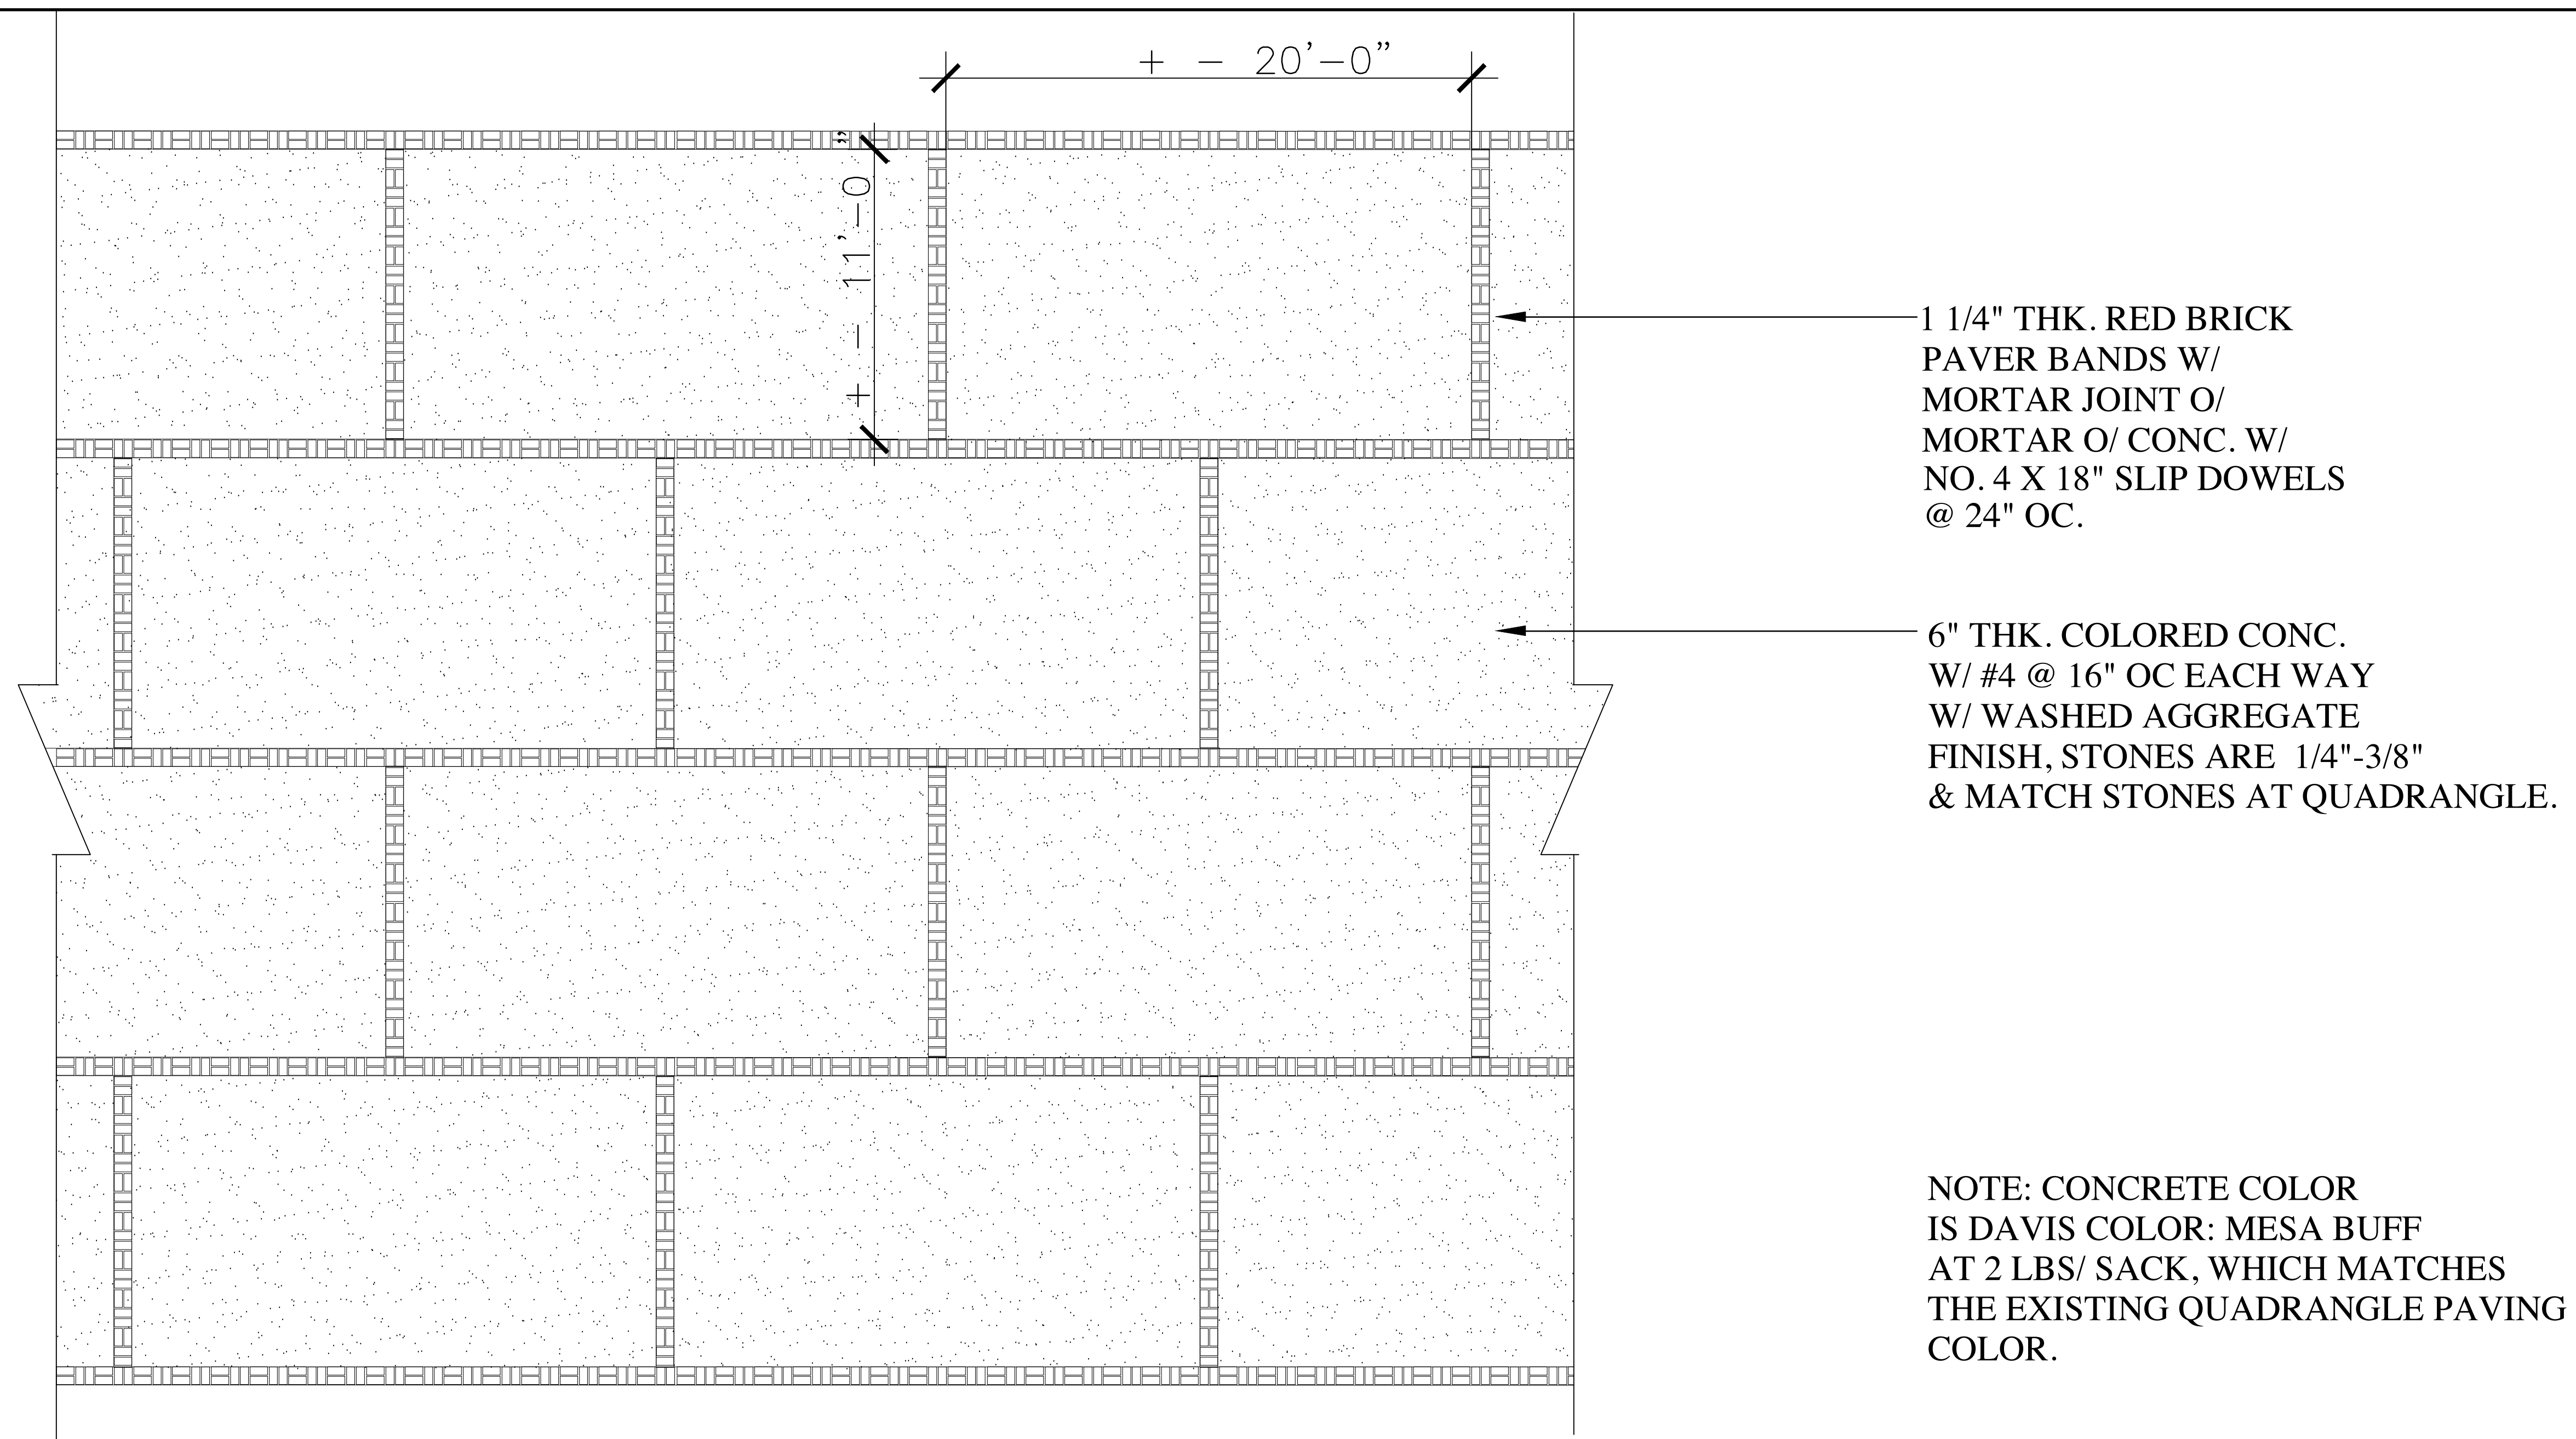 + - 20'-0"
+ - 11'-0"
1 1/4" THK. RED BRICK
PAVER BANDS W/
MORTAR JOINT O/
MORTAR O/ CONC. W/
NO. 4 X 18" SLIP DOWELS
@ 24" OC.
6" THK. COLORED CONC.
W/ #4 @ 16" OC EACH WAY
W/ WASHED AGGREGATE
FINISH, STONES ARE  1/4"-3/8"
& MATCH STONES AT QUADRANGLE.
NOTE: CONCRETE COLOR
IS DAVIS COLOR: MESA BUFF
AT 2 LBS/ SACK, WHICH MATCHES
THE EXISTING QUADRANGLE PAVING
COLOR.